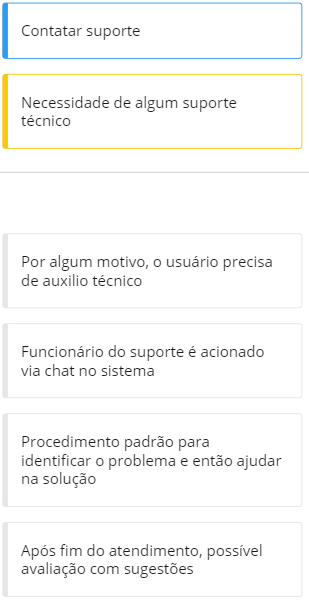 Contatar suporte
Necessidade de algum suporte
técnico
Por algum motivo, o usuário precisa
de auxilio técnico
Funcionário do suporte é acionado
via chat no sistema
Procedimento padrão para
identificar o problema e então ajudar
na solução
Após fim do atendimento, possível
avaliação com sugestões